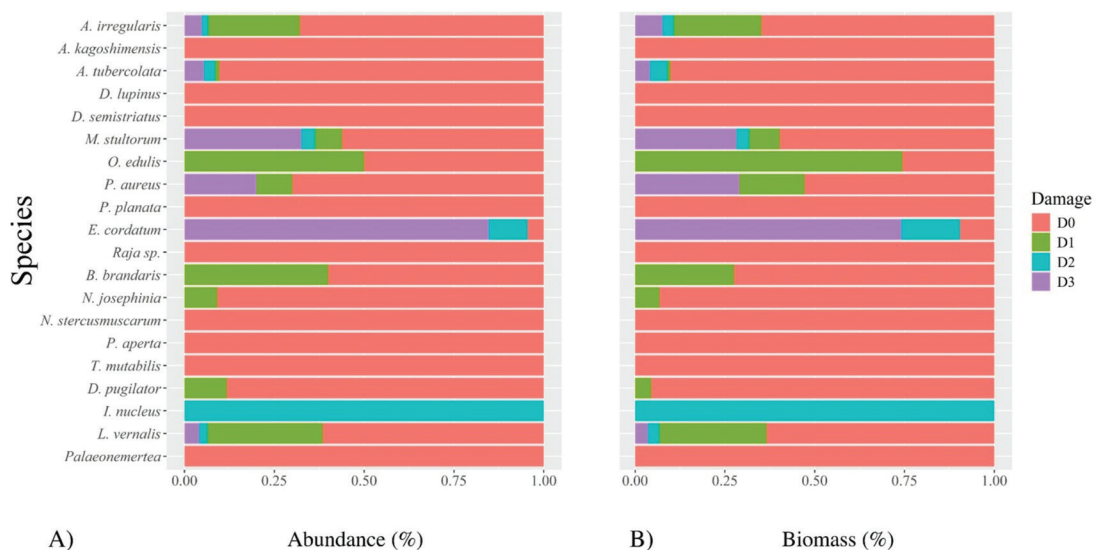 Species
A. irregularis
A. kagoshimensis
A. tubercolata
D. lupinus
D. semistriatus
M. stultorum
O. edulis
P. aureus
P. planata
E. cordatum
Raja sp.
B. brandaris
N. josephinia
N. stercusmuscarum
P. aperta
T. mutabilis
D. pugilator
I. nucleus
L. vernalis
Palaeonemertea
0.00 0.25 0.50 0.75 1.00
0.00 0.25 0.50 0.75 1.00
A) Abundance (%)
B) Biomass (%)
Damage
D0
D1
D2
D3